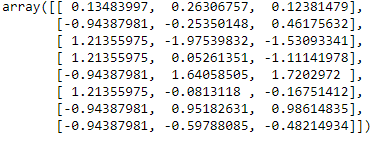 array([[ 0.13483997,  0.26306757,  0.12381479],
       [-0.94387981, -0.25350148,  0.46175632],
       [ 1.21355975, -1.97539832, -1.53093341],
       [ 1.21355975,  0.05261351, -1.11141978],
       [-0.94387981,  1.64058505,  1.7202972 ],
       [ 1.21355975, -0.0813118 , -0.16751412],
       [-0.94387981,  0.95182631,  0.98614835],
       [-0.94387981, -0.59788085, -0.48214934]])